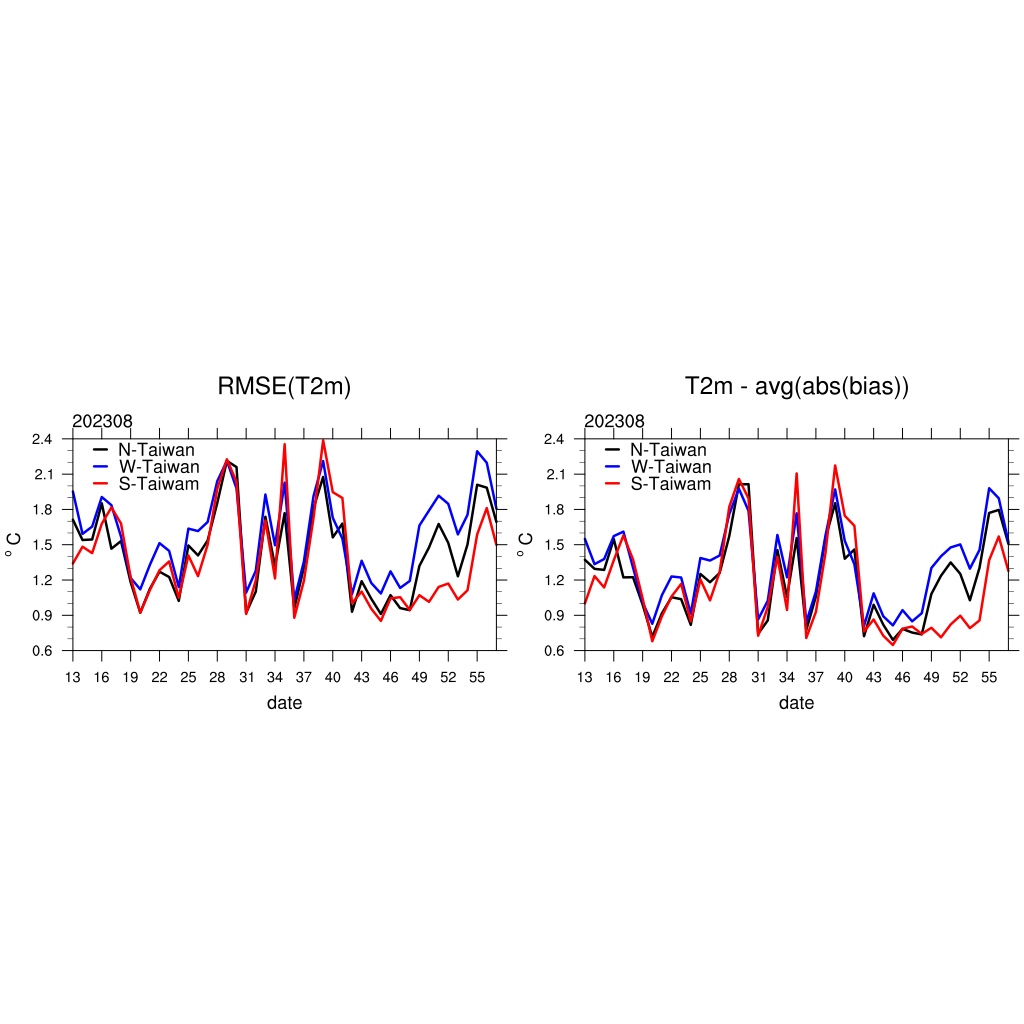 RMSE(T2m)
202308
N-Taiwan
W-Taiwan
S-Taiwam
2.4
2.1
1.8
1.5
1.2
0.9
0.6
° C
13 16 19 22 25 28 31 34 37 40 43 46 49 52 55
date
T2m - avg(abs(bias))
202308
N-Taiwan
W-Taiwan
S-Taiwam
2.4
2.1
1.8
1.5
1.2
0.9
0.6
° C
13 16 19 22 25 28 31 34 37 40 43 46 49 52 55
date